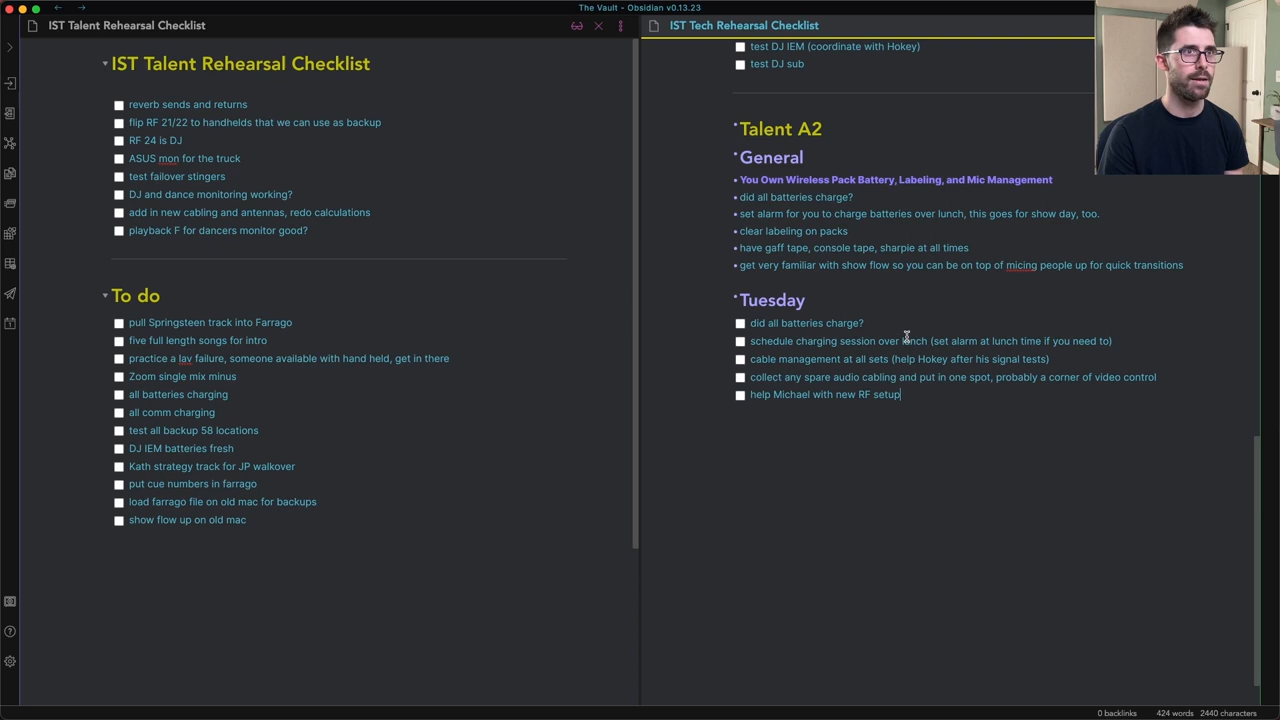 The Vault - Obsidian v0.13.23
IST Talent Rehearsal Checklist
IST Talent Rehearsal Checklist
reverb sends and returns
flip RF 21/22 to handhelds that we can use as backup
RF 24 is DJ
ASUS mon for the truck
test failover stingers
DJ and dance monitoring working?
add in new cabling and antennas, redo calculations
playback F for dancers monitor good?
To do
pull Springsteen track into Farrago
five full length songs for intro
practice a lav failure, someone available with hand held, get in there
Zoom single mix minus
all batteries charging
all comm charging
test all backup 58 locations
DJ IEM batteries fresh
Kath strategy track for JP walkover
put cue numbers in farrago
load farrago file on old mac for backups
show flow up on old mac
IST Tech Rehearsal Checklist
test DJ IEM (coordinate with Hokey)
test DJ sub
Talent A2
General
You Own Wireless Pack Battery, Labeling, and Mic Management
did all batteries charge?
set alarm for you to charge batteries over lunch, this goes for show day, too.
clear labeling on packs
have gaff tape, console tape, sharpie at all times
get very familiar with show flow so you can be on top of micing people up for quick transitions
Tuesday
did all batteries charge?
schedule charging session over lunch (set alarm at lunch time if you need to)
cable management at all sets (help Hokey after his signal tests)
collect any spare audio cabling and put in one spot, probably a corner of video control
help Michael with new RF setup
0 backlinks 424 words 2440 characters